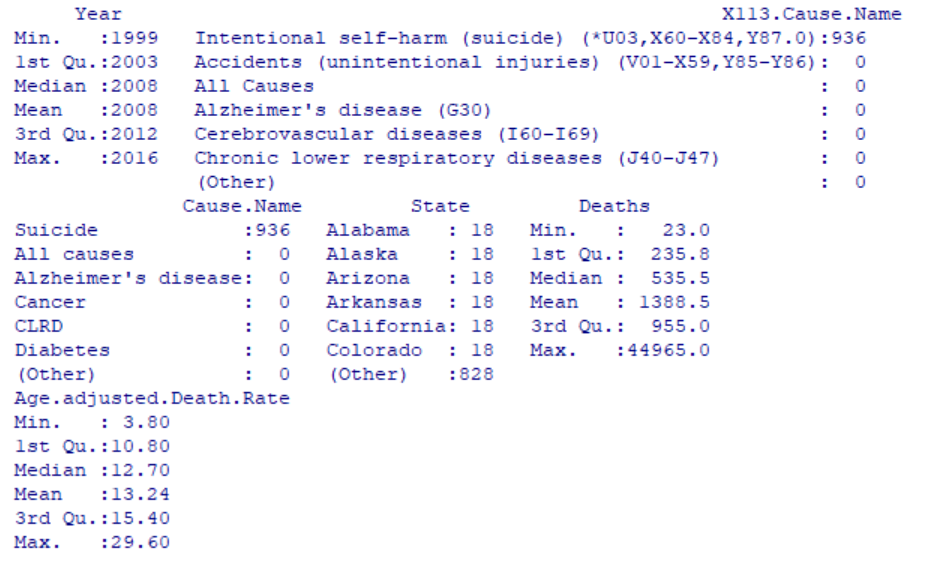 Year X113.Cause.Name
Min. :1999 Intentional self-harm (suicide) (*U03,X60-X84,Y87.0):936
1st Qu.:2003 Accidents (unintentional injuries) (V01-X59,Y85-Y86): 0
Median :2008 All Causes : 0
Mean :2008 Alzheimer's disease (G30) : 0
3rd Qu.:2012 Cerebrovascular diseases (I60-I69) : 0
Max. :2016 Chronic lower respiratory diseases (J40-J47) : 0
(Other) : 0
Cause.Name State Deaths
Suicide :936 Alabama : 18 Min. : 23.0
All causes : 0 Alaska : 18 1st Qu.: 235.8
Alzheimer's disease: 0 Arizona : 18 Median : 535.5
Cancer : 0 Arkansas : 18 Mean : 1388.5
CLRD : 0 California: 18 3rd Qu.: 955.0
Diabetes : 0 Colorado : 18 Max. :44965.0
(Other) : 0 (Other) :828
Age.adjusted.Death.Rate
Min. : 3.80
1st Qu.:10.80
Median :12.70
Mean :13.24
3rd Qu.:15.40
Max. :29.60